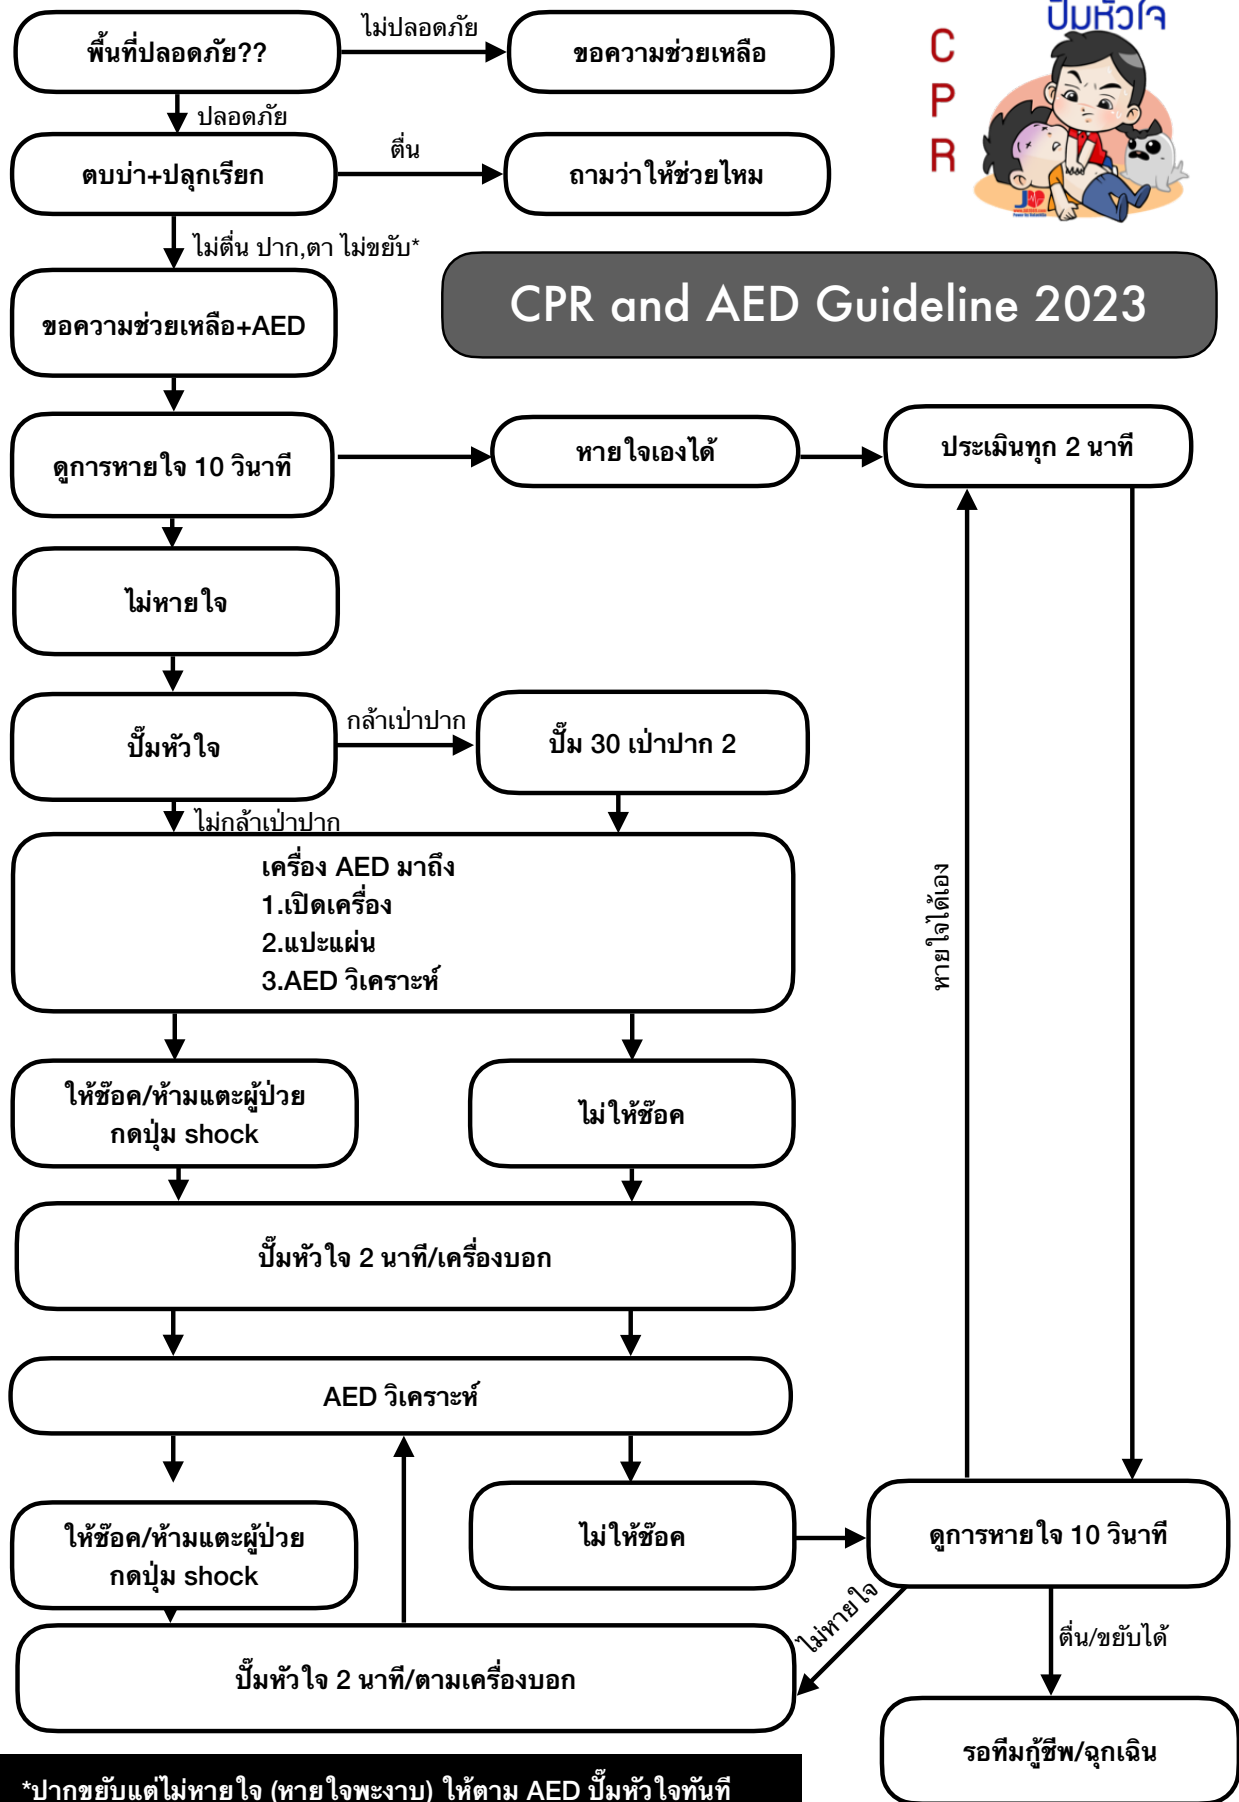 ปั๊มหัวใจ
C
P
R
พื้นที่ปลอดภัย??
ไม่ปลอดภัย
ขอความช่วยเหลือ
ปลอดภัย
ตบบ่า+ปลุกเรียก
ตื่น
ถามว่าให้ช่วยไหม
ไม่ตื่น ปาก,ตา ไม่ขยับ*
CPR and AED Guideline 2023
ขอความช่วยเหลือ+AED
ดูการหายใจ 10 วินาที
หายใจเองได้
ประเมินทุก 2 นาที
ไม่หายใจ
ปั๊มหัวใจ
กล้าเป่าปาก
ปั๊ม 30 เป่าปาก 2
ไม่กล้าเป่าปาก
เครื่อง AED มาถึง
1.เปิดเครื่อง
2.แปะแผ่น
3.AED วิเคราะห์
หายใจได้เอง
ให้ช๊อค/ห้ามแตะผู้ป่วย
กดปุ่ม shock
ไม่ให้ช๊อค
ปั๊มหัวใจ 2 นาที/เครื่องบอก
AED วิเคราะห์
ให้ช๊อค/ห้ามแตะผู้ป่วย
กดปุ่ม shock
ไม่ให้ช๊อค
ดูการหายใจ 10 วินาที
ไม่หายใจ
ตื่น/ขยับได้
ปั๊มหัวใจ 2 นาที/ตามเครื่องบอก
รอทีมกู้ชีพ/ฉุกเฉิน
*ปากขยับแต่ไม่หายใจ (หายใจพะงาบ) ให้ตาม AED ปั๊มหัวใจทันที